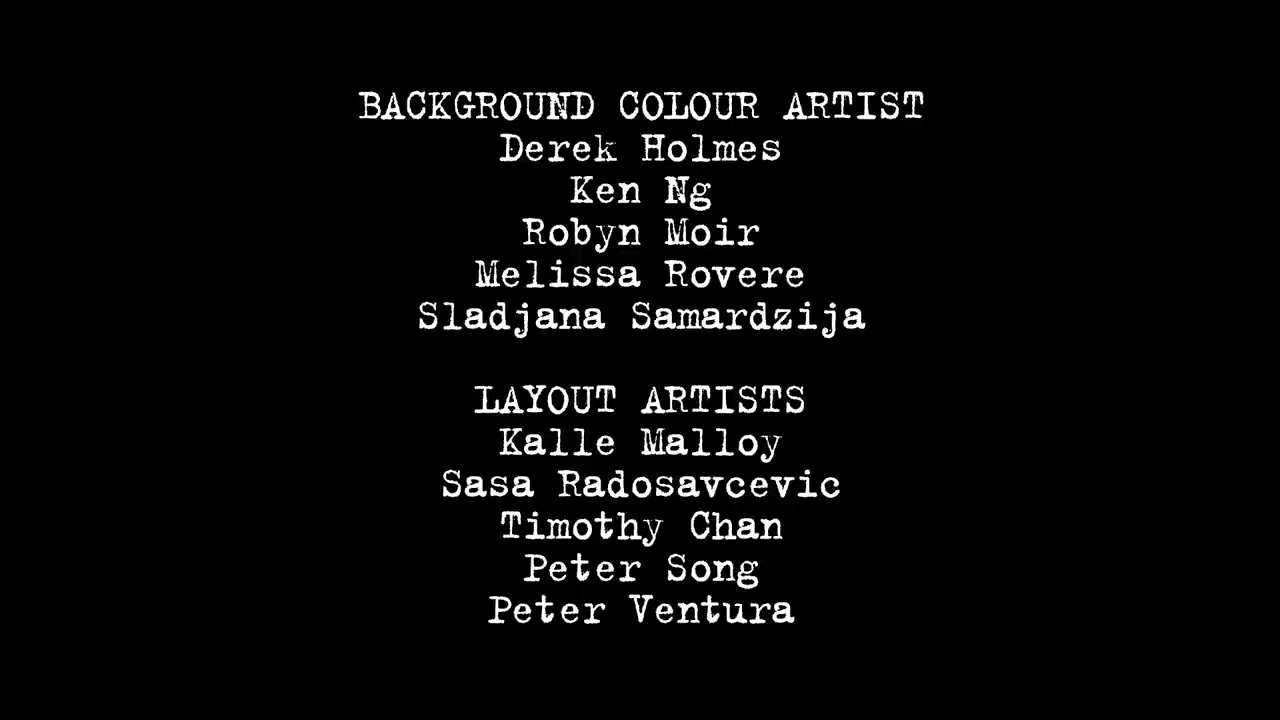 BACKGROUND COLOUR ARTIST
Derek Holmes
Ken Ng
Robyn Moir
Melissa Rovere
Sladjana Samardzija
LAYOUT ARTISTS
Kalle Malloy
Sasa Radosavcevic
Timothy Chan
Peter Song
Peter Ventura